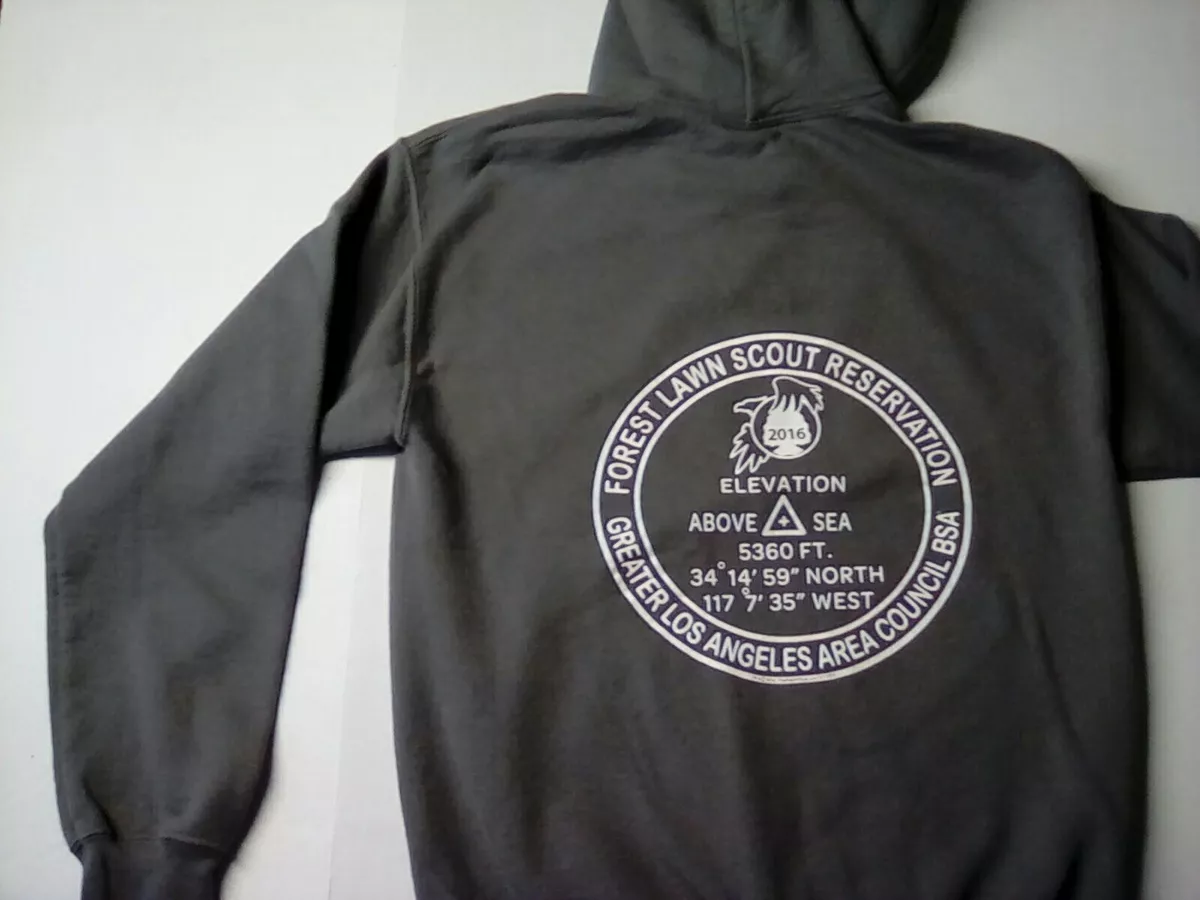 FOREST LAWN SCOUT RESERVATION
2016
ELEVATION
ABOVE SEA
5360 FT.
34° 14' 59" NORTH
117° 7' 35" WEST
GREATER LOS ANGELES AREA COUNCIL BSA